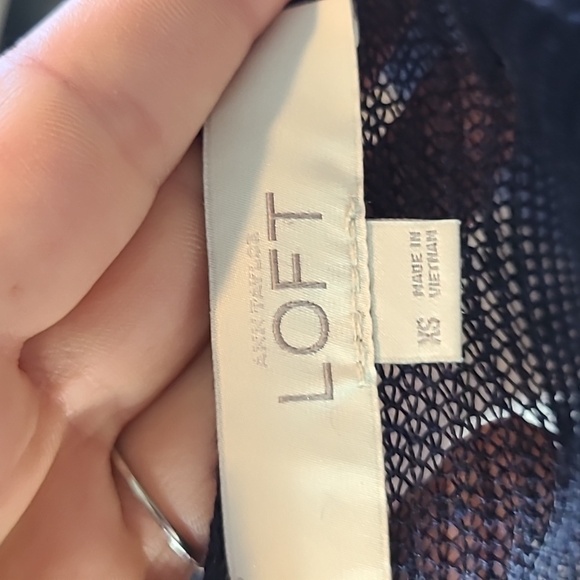 ANN TAYLOR
LOFT
XS
MADE IN
VIETNAM